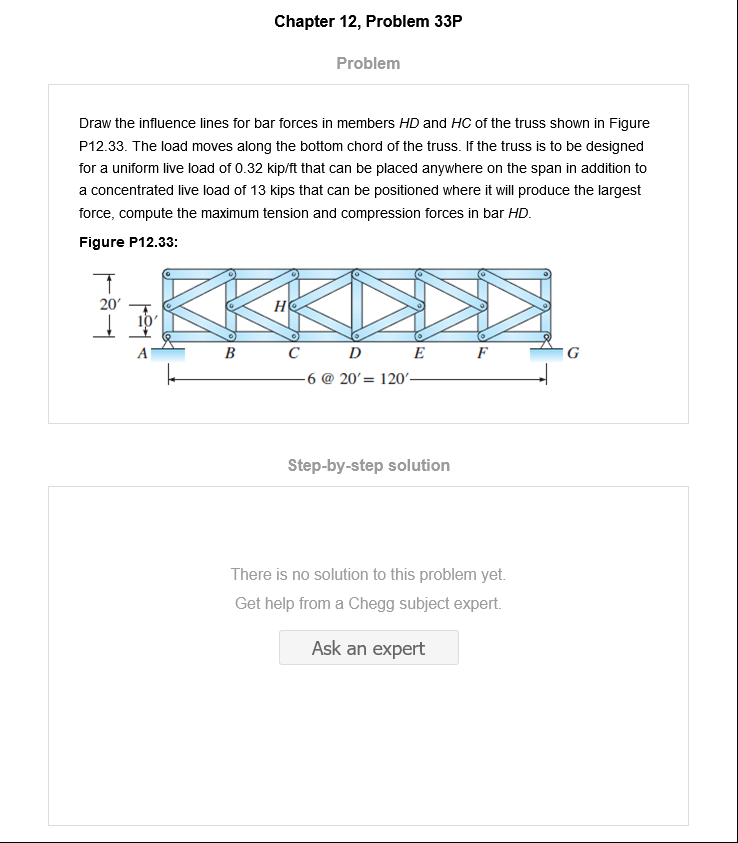 Chapter 12, Problem 33P
Problem
Draw the influence lines for bar forces in members HD and HC of the truss shown in Figure
P12.33. The load moves along the bottom chord of the truss. If the truss is to be designed
for a uniform live load of 0.32 kip/ft that can be placed anywhere on the span in addition to
a concentrated live load of 13 kips that can be positioned where it will produce the largest
force, compute the maximum tension and compression forces in bar HD.
Figure P12.33:
20′
10′
H
A B C D E F G
6 @ 20′ = 120′
Step-by-step solution
There is no solution to this problem yet.
Get help from a Chegg subject expert.
Ask an expert